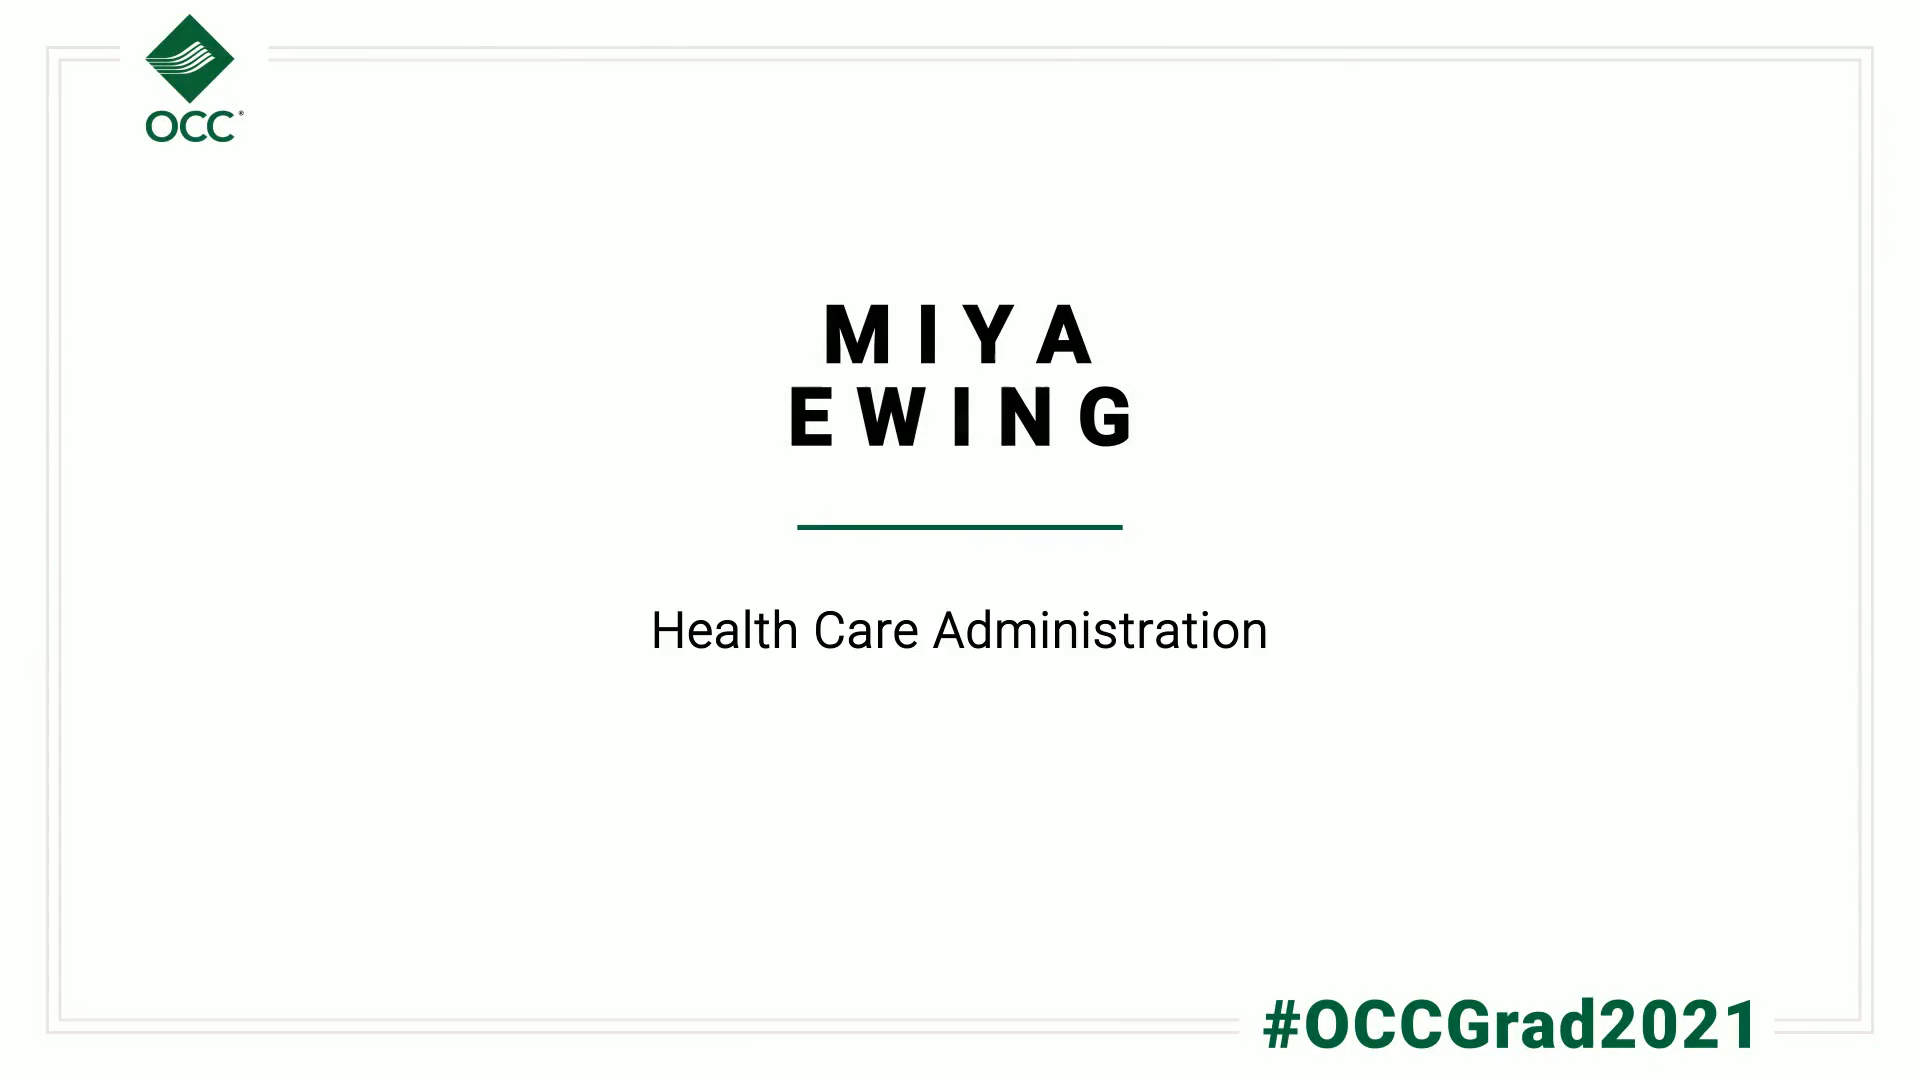 OCC®
MIYA
EWING
Health Care Administration
#OCCGrad2021